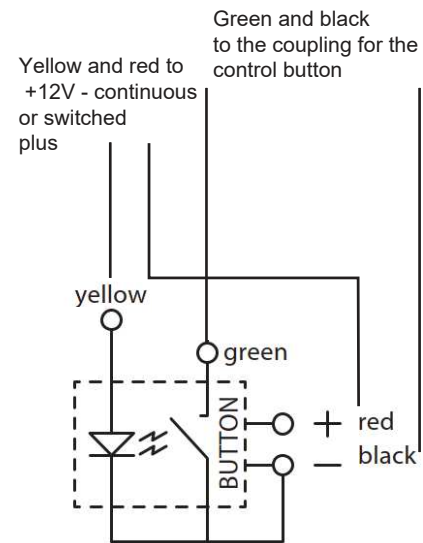 Green and black
to the coupling for the
control button
Yellow and red to
+12V - continuous
or switched
plus
yellow
green
BUTTON
+ red
− black